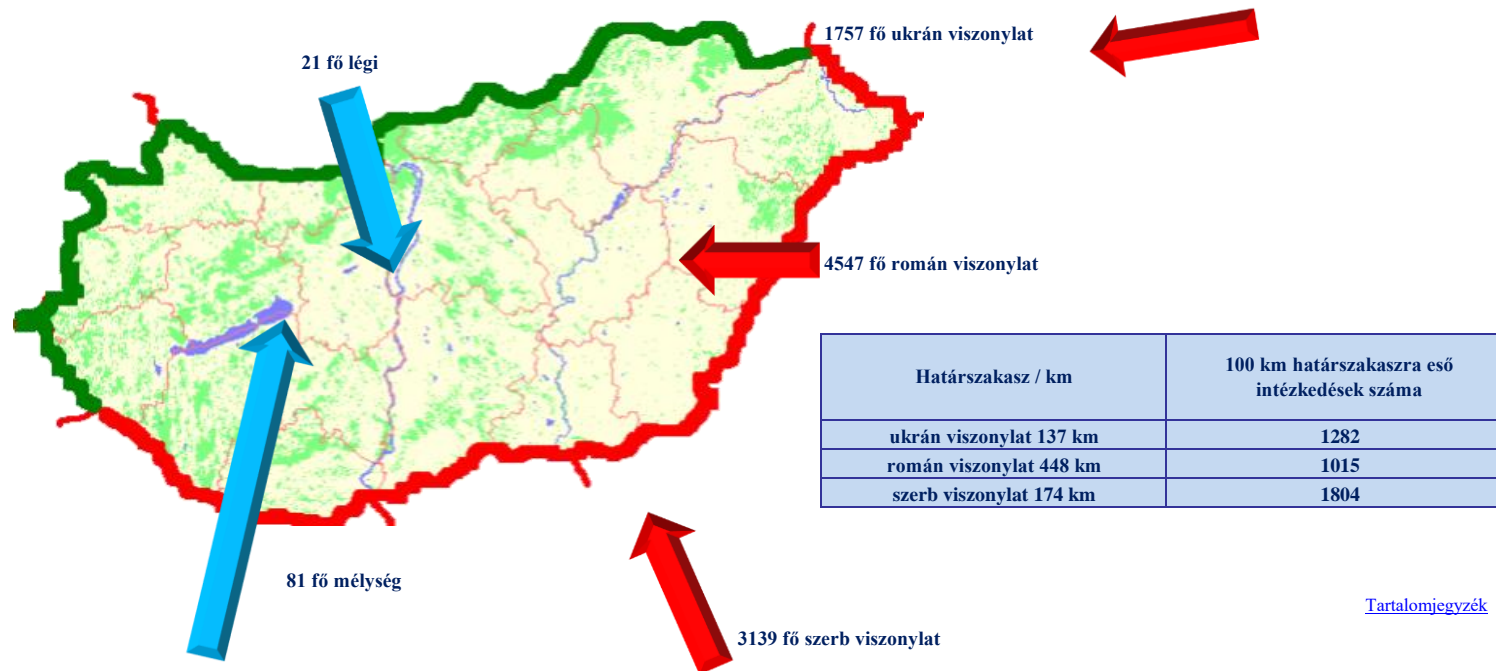 1757 fő ukrán viszonylat
21 fő légi
4547 fő román viszonylat
Határszakasz / km
100 km határszakaszra eső
intézkedések száma
ukrán viszonylat 137 km
1282
román viszonylat 448 km
1015
szerb viszonylat 174 km
1804
81 fő mélység
Tartalomjegyzék
3139 fő szerb viszonylat